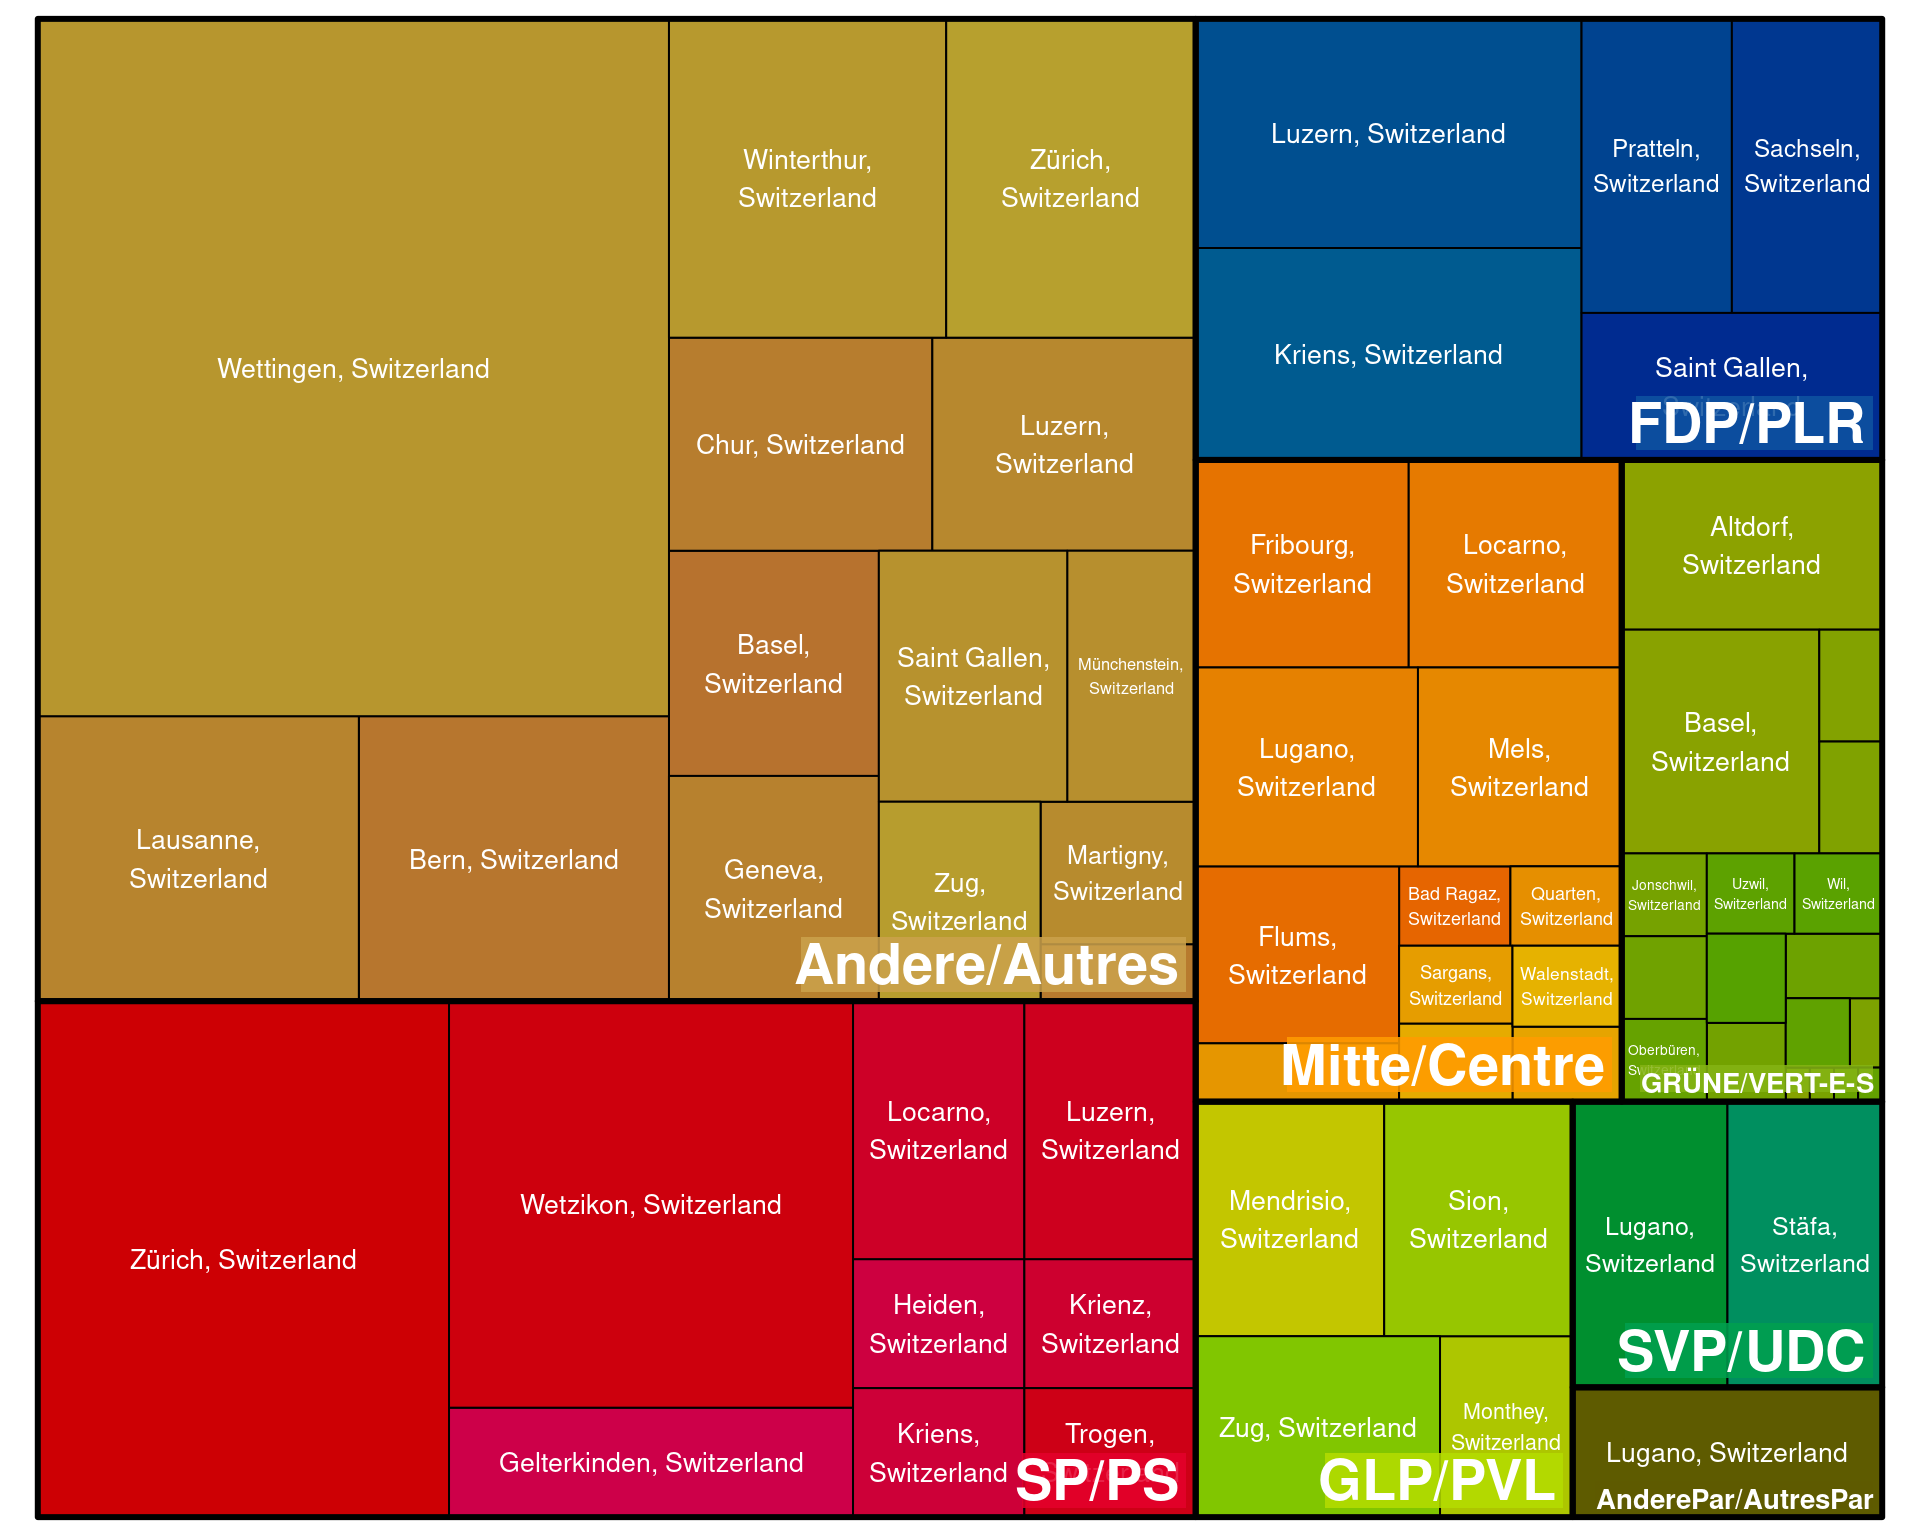 Wettingen, Switzerland
Winterthur,
Switzerland
Zürich,
Switzerland
Chur, Switzerland
Luzern,
Switzerland
Basel,
Switzerland
Saint Gallen,
Switzerland
Münchenstein,
Switzerland
Lausanne,
Switzerland
Bern, Switzerland
Geneva,
Switzerland
Zug,
Switzerland
Martigny,
Switzerland
Andere/Autres
Luzern, Switzerland
Pratteln,
Switzerland
Sachseln,
Switzerland
Kriens, Switzerland
Saint Gallen,
Switzerland
FDP/PLR
Fribourg,
Switzerland
Locarno,
Switzerland
Lugano,
Switzerland
Mels,
Switzerland
Flums,
Switzerland
Bad Ragaz,
Switzerland
Quarten,
Switzerland
Sargans,
Switzerland
Walenstadt,
Switzerland
Mitte/Centre
Altdorf,
Switzerland
Basel,
Switzerland
Jonschwil,
Switzerland
Uzwil,
Switzerland
Wil,
Switzerland
Oberbüren,
Switzerland
GRÜNE/VERT-E-S
Zürich, Switzerland
Wetzikon, Switzerland
Gelterkinden, Switzerland
Locarno,
Switzerland
Luzern,
Switzerland
Heiden,
Switzerland
Krienz,
Switzerland
Kriens,
Switzerland
Trogen,
Switzerland
SP/PS
Mendrisio,
Switzerland
Sion,
Switzerland
Zug, Switzerland
Monthey,
Switzerland
GLP/PVL
Lugano,
Switzerland
Stäfa,
Switzerland
SVP/UDC
Lugano, Switzerland
AnderePar/AutresPar